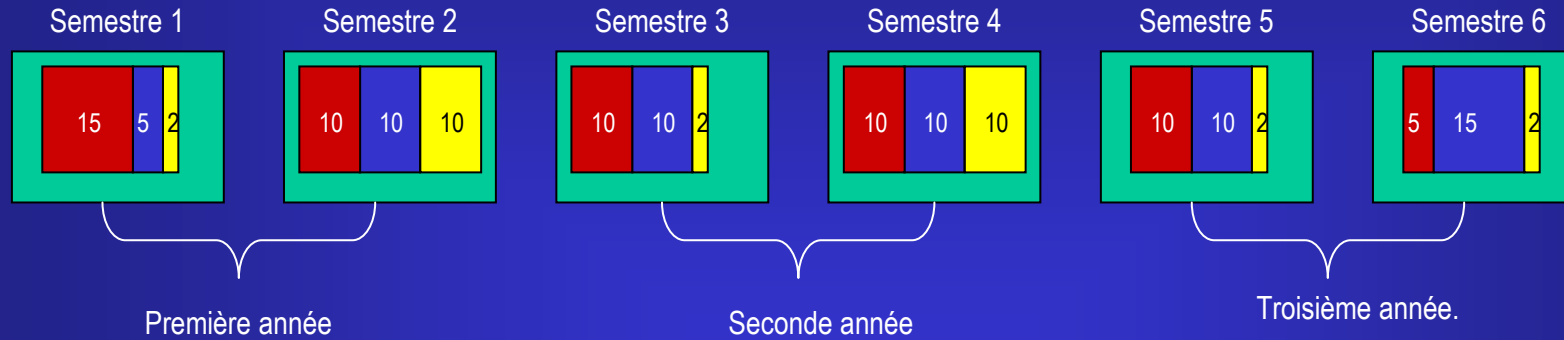 Semestre 1 Semestre 2 Semestre 3 Semestre 4 Semestre 5 Semestre 6
15 5 2 10 10 10 10 10 2 10 10 10 10 10 2 5 15 2
Première année Seconde année Troisième année.